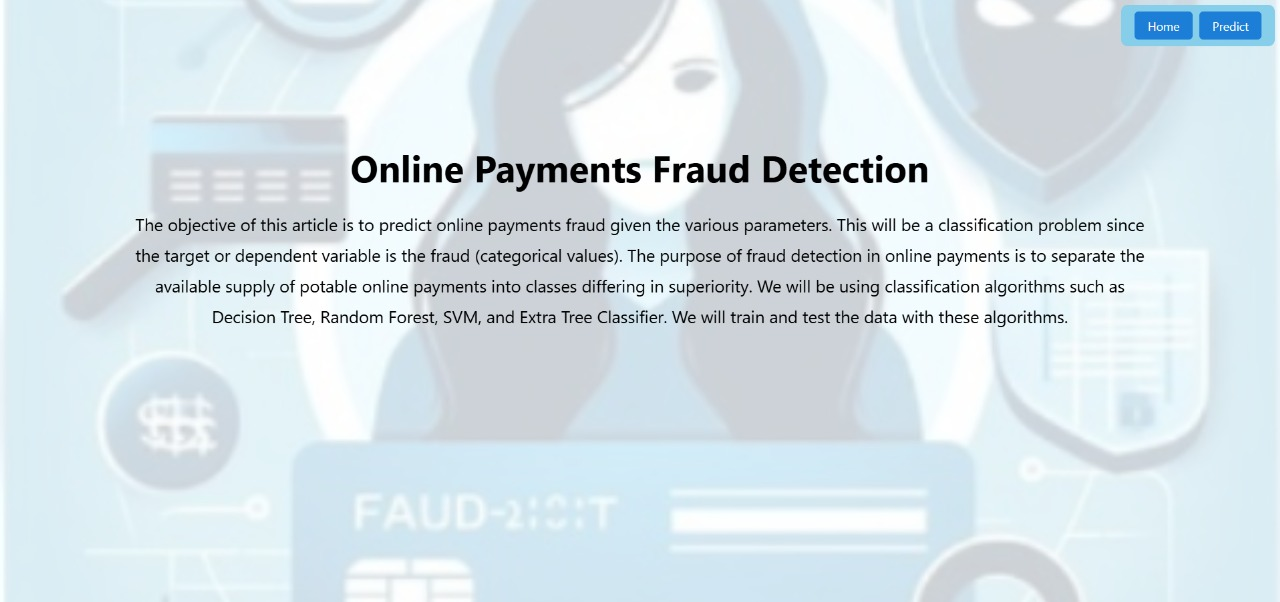 Home Predict
Online Payments Fraud Detection
The objective of this article is to predict online payments fraud given the various parameters. This will be a classification problem since
the target or dependent variable is the fraud (categorical values). The purpose of fraud detection in online payments is to separate the
available supply of potable online payments into classes differing in superiority. We will be using classification algorithms such as
Decision Tree, Random Forest, SVM, and Extra Tree Classifier. We will train and test the data with these algorithms.
FAUD-